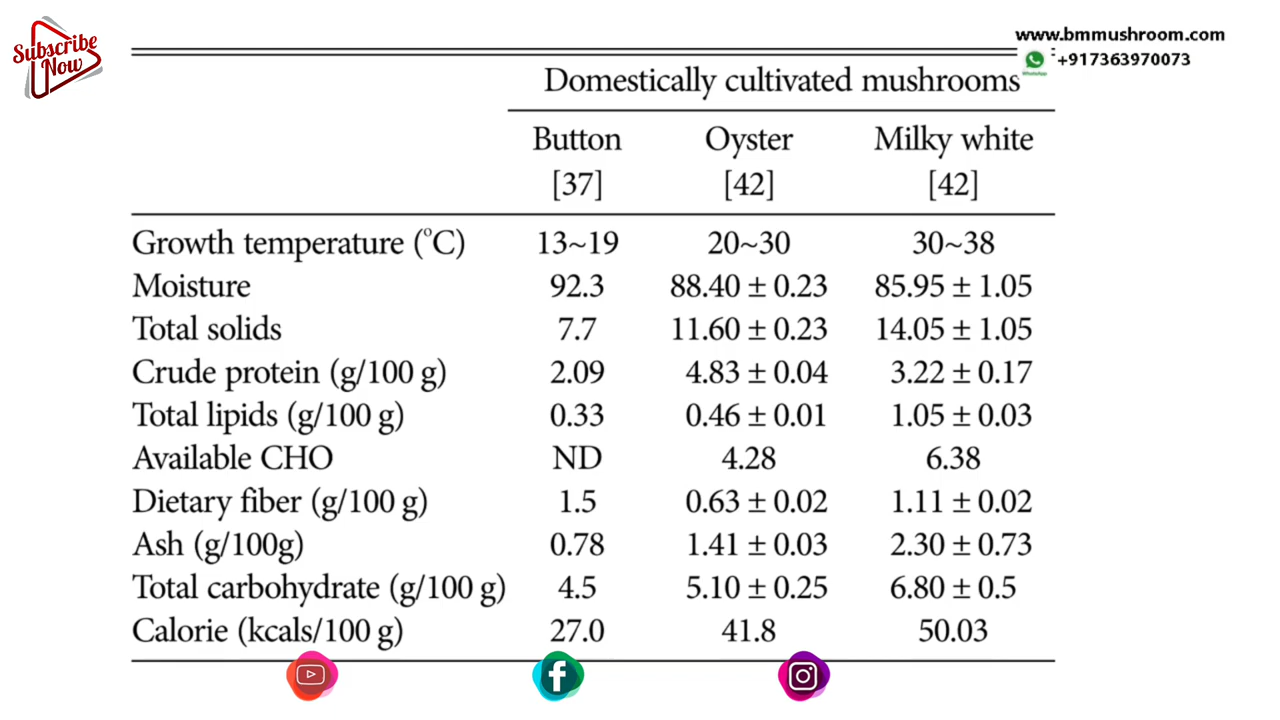 Subscribe
Now
www.bmmushroom.com
WhatsApp
+917363970073
Domestically cultivated mushrooms
Button Oyster Milky white
[37] [42] [42]
Growth temperature (°C) 13~19 20~30 30~38
Moisture 92.3 88.40 ± 0.23 85.95 ± 1.05
Total solids 7.7 11.60 ± 0.23 14.05 ± 1.05
Crude protein (g/100 g) 2.09 4.83 ± 0.04 3.22 ± 0.17
Total lipids (g/100 g) 0.33 0.46 ± 0.01 1.05 ± 0.03
Available CHO ND 4.28 6.38
Dietary fiber (g/100 g) 1.5 0.63 ± 0.02 1.11 ± 0.02
Ash (g/100g) 0.78 1.41 ± 0.03 2.30 ± 0.73
Total carbohydrate (g/100 g) 4.5 5.10 ± 0.25 6.80 ± 0.5
Calorie (kcals/100 g) 27.0 41.8 50.03